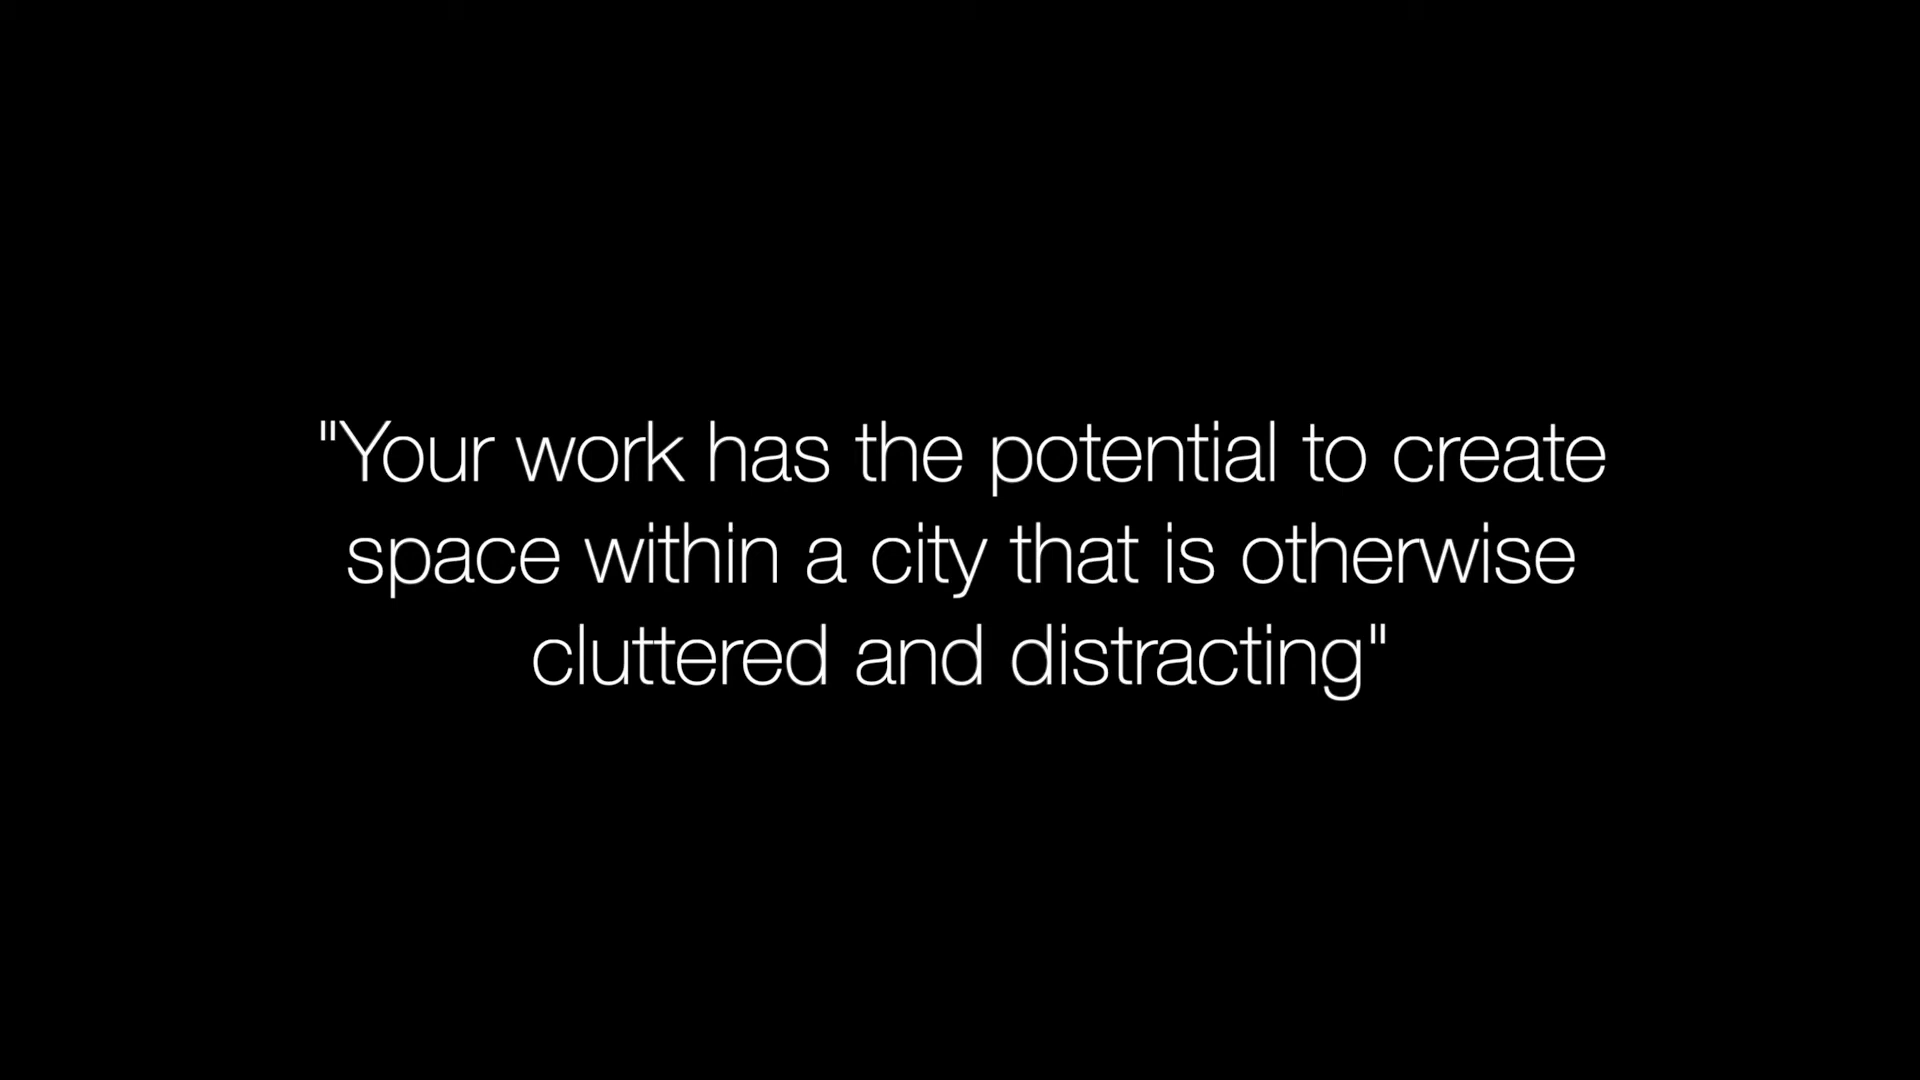 "Your work has the potential to create
space within a city that is otherwise
cluttered and distracting"